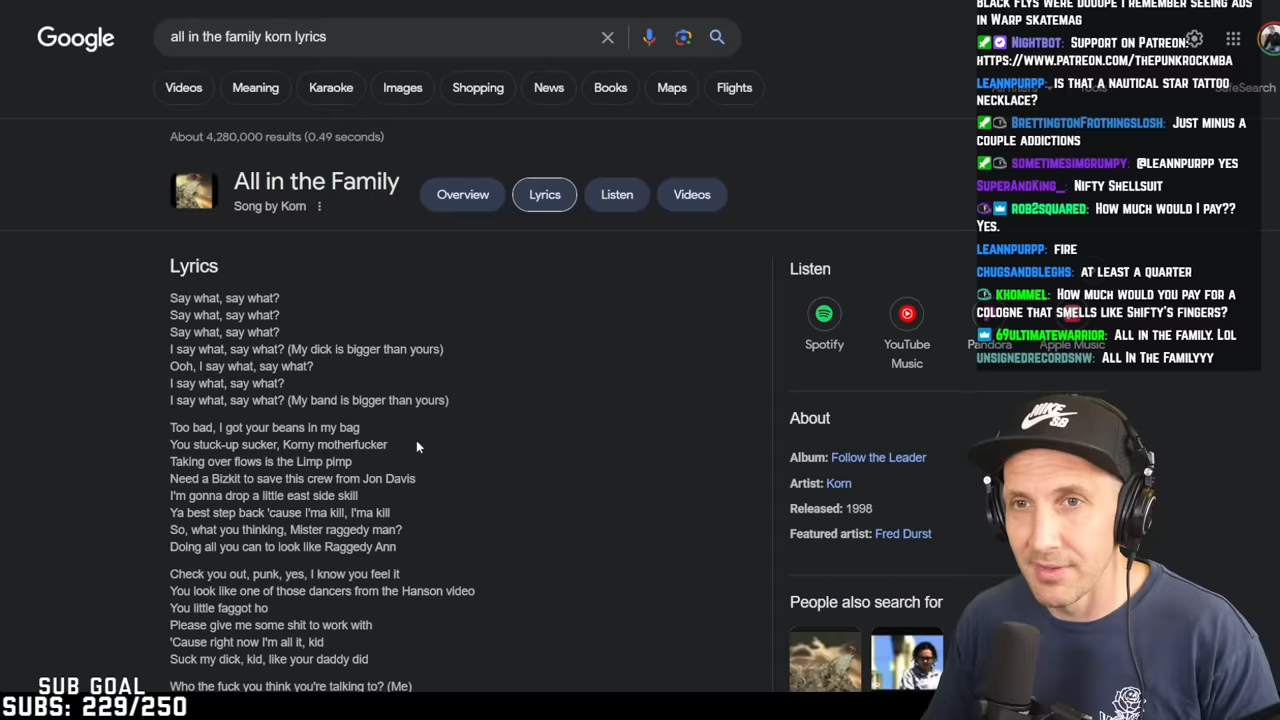 Google
all in the family korn lyrics
Videos
Meaning
Karaoke
Images
Shopping
News
Books
Maps
Flights
About 4,280,000 results (0.49 seconds)
All in the Family
Song by Korn
Overview
Lyrics
Listen
Videos
Lyrics
Say what, say what?
Say what, say what?
Say what, say what?
I say what, say what? (My dick is bigger than yours)
Ooh, I say what, say what?
I say what, say what?
I say what, say what? (My band is bigger than yours)
Too bad, I got your beans in my bag
You stuck-up sucker, Korny motherfucker
Taking over flows is the Limp pimp
Need a Bizkit to save this crew from Jon Davis
I'm gonna drop a little east side skill
Ya best step back 'cause I'ma kill, I'ma kill
So, what you thinking, Mister raggedy man?
Doing all you can to look like Raggedy Ann
Check you out, punk, yes, I know you feel it
You look like one of those dancers from the Hanson video
You little faggot ho
Please give me some shit to work with
'Cause right now I'm all it, kid
Suck my dick, kid, like your daddy did
Who the fuck you think you're talking to? (Me)
Listen
Spotify
YouTube
Music
Pandora
Apple Music
About
Album: Follow the Leader
Artist: Korn
Released: 1998
Featured artist: Fred Durst
People also search for
BLACK FLYS WERE DOUOPE I REMEMBER SEEING ADS
IN WARP SKATEMAG
NIGHTBOT: SUPPORT ON PATREON:
HTTPS://WWW.PATREON.COM/THEPUNKROCKMBA
LEANNPURPP: IS THAT A NAUTICAL STAR TATTOO
NECKLACE?
BRETTINGTONFROTHINGSLOSH: JUST MINUS A
COUPLE ADDICTIONS
SOMETIMESIMGRUMPY: @LEANNPURPP YES
SUPERANDKING_: NIFTY SHELLSUIT
ROB2SQUARED: HOW MUCH WOULD I PAY??
YES.
LEANNPURPP: FIRE
CHUGSANDBLEGHS: AT LEAST A QUARTER
KHOMMEL: HOW MUCH WOULD YOU PAY FOR A
COLOGNE THAT SMELLS LIKE SHIFTY'S FINGERS?
69ULTIMATEWARRIOR: ALL IN THE FAMILY. LOL
UNSIGNEDRECORDSNW: ALL IN THE FAMILYYY
SafeSearch
NIKE
SB
SUB GOAL
SUBS: 229/250